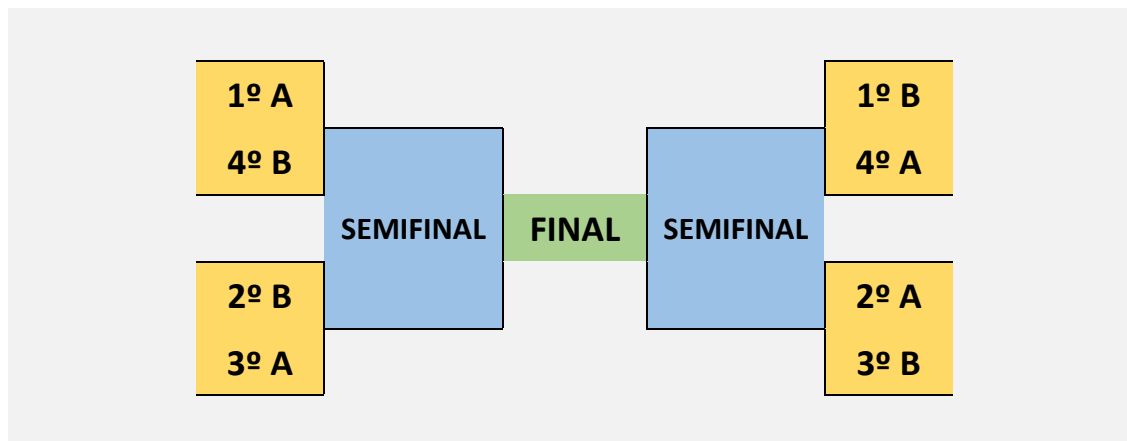 1º A
4º B
2º B
3º A
SEMIFINAL
FINAL
SEMIFINAL
1º B
4º A
2º A
3º B